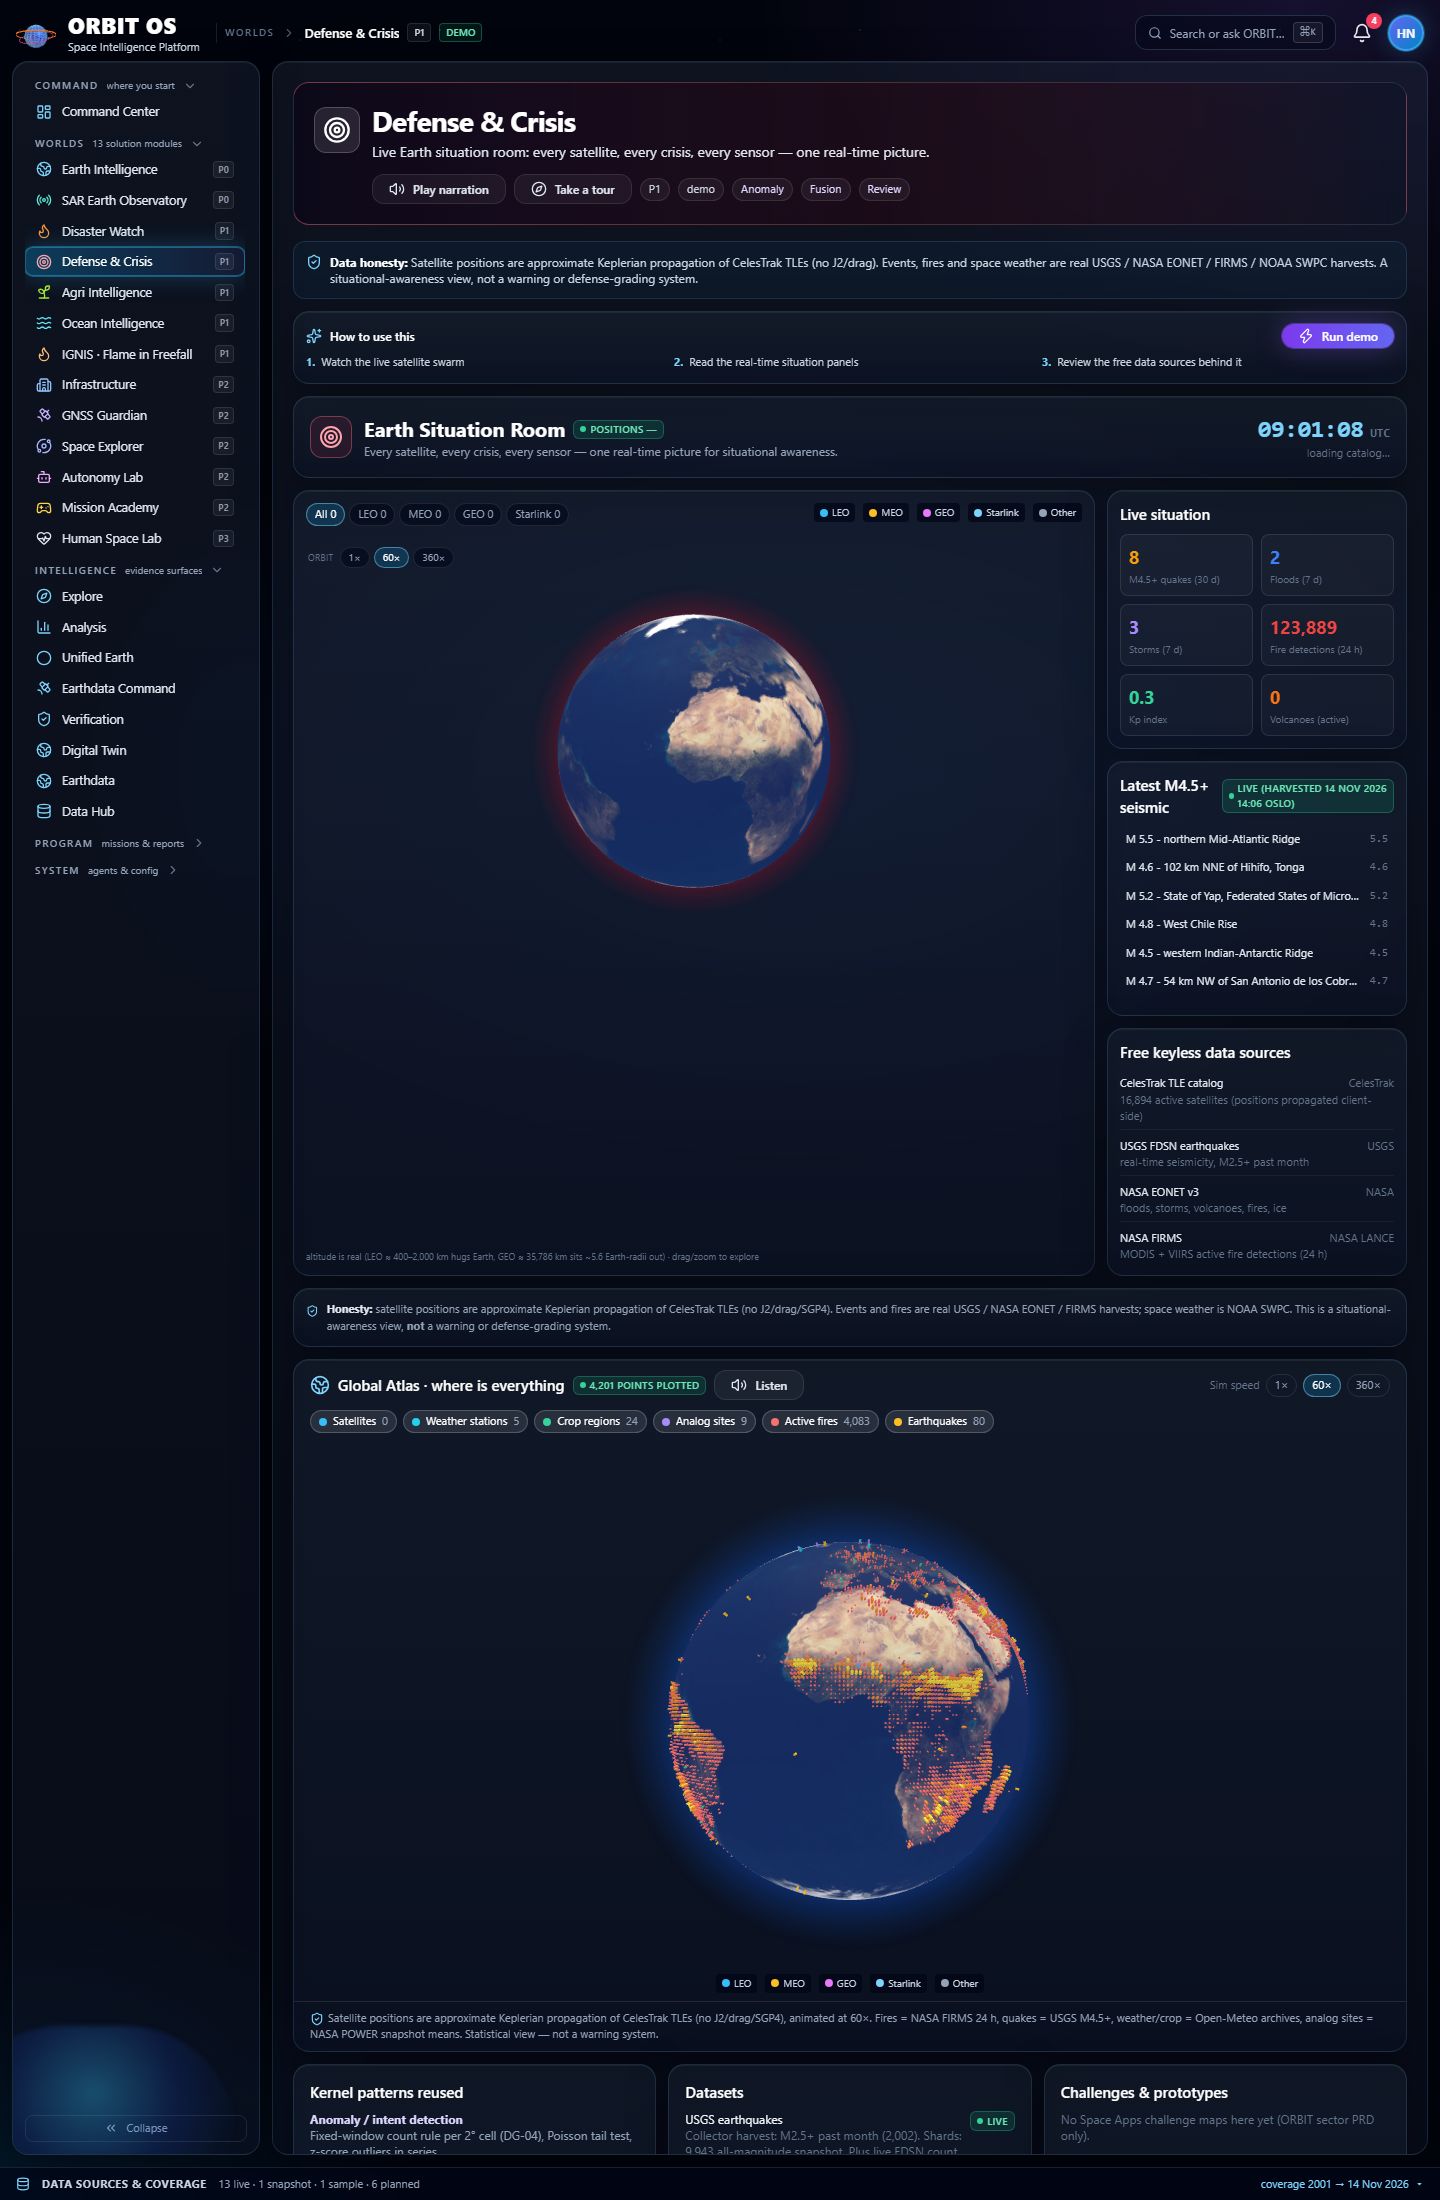 ORBIT OS
Space Intelligence Platform
WORLDS
Defense & Crisis
P1
DEMO
Search or ask ORBIT...
⌘K
4
HN
COMMAND where you start
Command Center
WORLDS 13 solution modules
Earth Intelligence P0
SAR Earth Observatory P0
Disaster Watch P1
Defense & Crisis P1
Agri Intelligence P1
Ocean Intelligence P1
IGNIS · Flame in Freefall P1
Infrastructure P2
GNSS Guardian P2
Space Explorer P2
Autonomy Lab P2
Mission Academy P2
Human Space Lab P3
INTELLIGENCE evidence surfaces
Explore
Analysis
Unified Earth
Earthdata Command
Verification
Digital Twin
Earthdata
Data Hub
PROGRAM missions & reports
SYSTEM agents & config
Collapse
Defense & Crisis
Live Earth situation room: every satellite, every crisis, every sensor — one real-time picture.
Play narration Take a tour P1 demo Anomaly Fusion Review
Data honesty: Satellite positions are approximate Keplerian propagation of CelesTrak TLEs (no J2/drag). Events, fires and space weather are real USGS / NASA EONET / FIRMS / NOAA SWPC harvests. A
situational-awareness view, not a warning or defense-grading system.
How to use this
Run demo
1. Watch the live satellite swarm
2. Read the real-time situation panels
3. Review the free data sources behind it
Earth Situation Room POSITIONS —
Every satellite, every crisis, every sensor — one real-time picture for situational awareness.
09:01:08 UTC
loading catalog...
All 0 LEO 0 MEO 0 GEO 0 Starlink 0
LEO MEO GEO Starlink Other
ORBIT 1× 60× 360×
altitude is real (LEO ≈ 400–2,000 km hugs Earth, GEO ≈ 35,786 km sits ~5.6 Earth-radii out) · drag/zoom to explore
Live situation
8
M4.5+ quakes (30 d)
2
Floods (7 d)
3
Storms (7 d)
123,889
Fire detections (24 h)
0.3
Kp index
0
Volcanoes (active)
Latest M4.5+
seismic
LIVE (HARVESTED 14 NOV 2026
14:06 OSLO)
M 5.5 - northern Mid-Atlantic Ridge 5.5
M 4.6 - 102 km NNE of Hihifo, Tonga 4.6
M 5.2 - State of Yap, Federated States of Micro... 5.2
M 4.8 - West Chile Rise 4.8
M 4.5 - western Indian-Antarctic Ridge 4.5
M 4.7 - 54 km NW of San Antonio de los Cobr... 4.7
Free keyless data sources
CelesTrak TLE catalog CelesTrak
16,894 active satellites (positions propagated client-
side)
USGS FDSN earthquakes USGS
real-time seismicity, M2.5+ past month
NASA EONET v3 NASA
floods, storms, volcanoes, fires, ice
NASA FIRMS NASA LANCE
MODIS + VIIRS active fire detections (24 h)
Honesty: satellite positions are approximate Keplerian propagation of CelesTrak TLEs (no J2/drag/SGP4). Events and fires are real USGS / NASA EONET / FIRMS harvests; space weather is NOAA SWPC. This is a situational-
awareness view, not a warning or defense-grading system.
Global Atlas · where is everything 4,201 POINTS PLOTTED Listen
Sim speed 1× 60× 360×
Satellites 0 Weather stations 5 Crop regions 24 Analog sites 9 Active fires 4,083 Earthquakes 80
LEO MEO GEO Starlink Other
Satellite positions are approximate Keplerian propagation of CelesTrak TLEs (no J2/drag/SGP4), animated at 60×. Fires = NASA FIRMS 24 h, quakes = USGS M4.5+, weather/crop = Open-Meteo archives, analog sites =
NASA POWER snapshot means. Statistical view — not a warning system.
Kernel patterns reused
Anomaly / intent detection
Fixed-window count rule per 2° cell (DG-04), Poisson tail test,
z-score outliers in series
Datasets
USGS earthquakes LIVE
Collector harvest: M2.5+ past month (2,002). Shards:
9,943 all-magnitude snapshot. Plus live FDSN count
Challenges & prototypes
No Space Apps challenge maps here yet (ORBIT sector PRD
only).
DATA SOURCES & COVERAGE 13 live · 1 snapshot · 1 sample · 6 planned
coverage 2001 → 14 Nov 2026